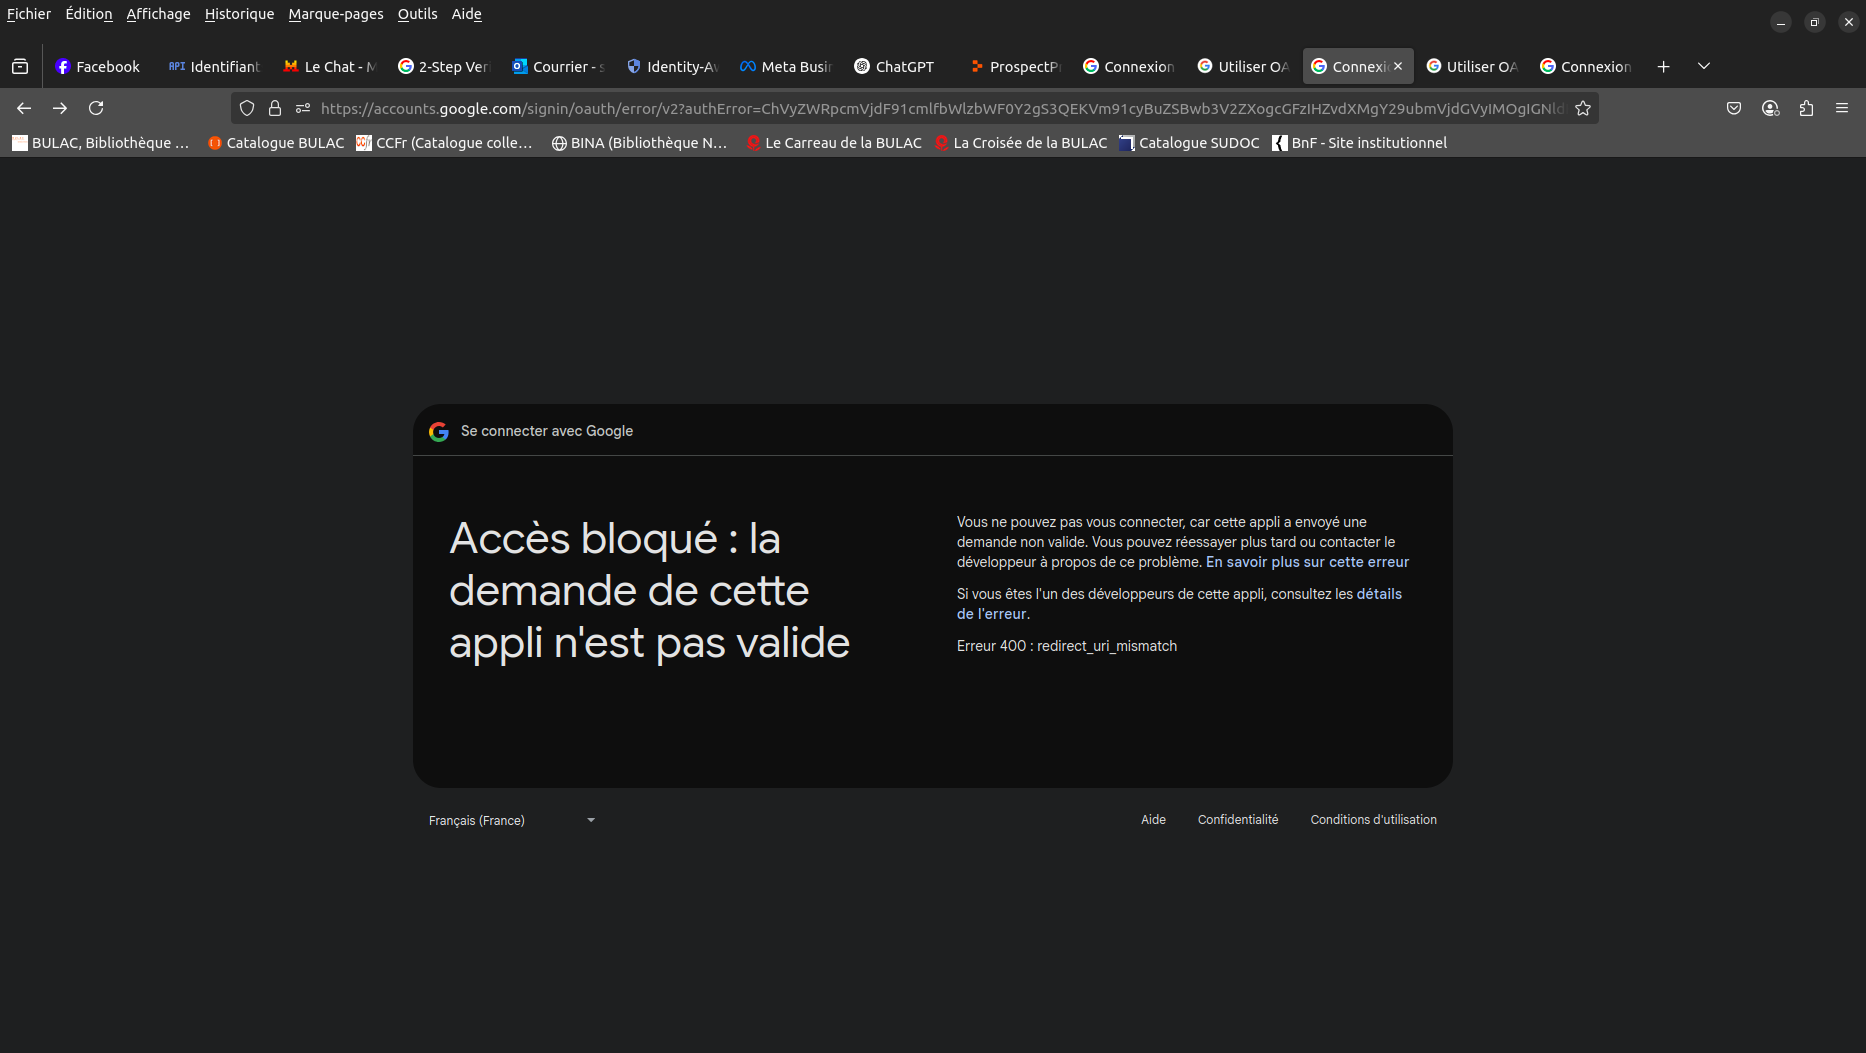 Fichier Édition Affichage Historique Marque-pages Outils Aide
Facebook API Identifiant Le Chat - M 2-Step Veri Courrier - s Identity-Aw Meta Busin ChatGPT ProspectPr Connexion Utiliser OA Connexio Utiliser OA Connexion
https://accounts.google.com/signin/oauth/error/v2?authError=ChVyZWRpcmVjdF91cmlfbWlzbWF0Y2gS3QEKVm91cyBuZSBwb3V2ZXogcGFzIHZvdXMgY29ubmVjdGVyIMOgIGNld
BULAC, Bibliothèque ... Catalogue BULAC CCFr (Catalogue colle... BINA (Bibliothèque N... Le Carreau de la BULAC La Croisée de la BULAC Catalogue SUDOC BnF - Site institutionnel
Se connecter avec Google
Accès bloqué : la
demande de cette
appli n'est pas valide
Vous ne pouvez pas vous connecter, car cette appli a envoyé une
demande non valide. Vous pouvez réessayer plus tard ou contacter le
développeur à propos de ce problème. En savoir plus sur cette erreur
Si vous êtes l'un des développeurs de cette appli, consultez les détails
de l'erreur.
Erreur 400 : redirect_uri_mismatch
Français (France)
Aide Confidentialité Conditions d'utilisation